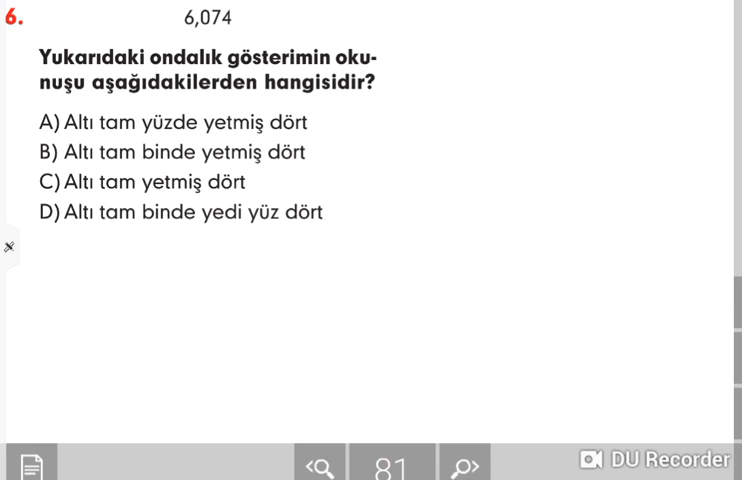 6.
6,074
Yukarıdaki ondalık gösterimin oku-
nuşu aşağıdakilerden hangisidir?
A) Altı tam yüzde yetmiş dört
B) Altı tam binde yetmiş dört
C) Altı tam yetmiş dört
D) Altı tam binde yedi yüz dört
81
DU Recorder